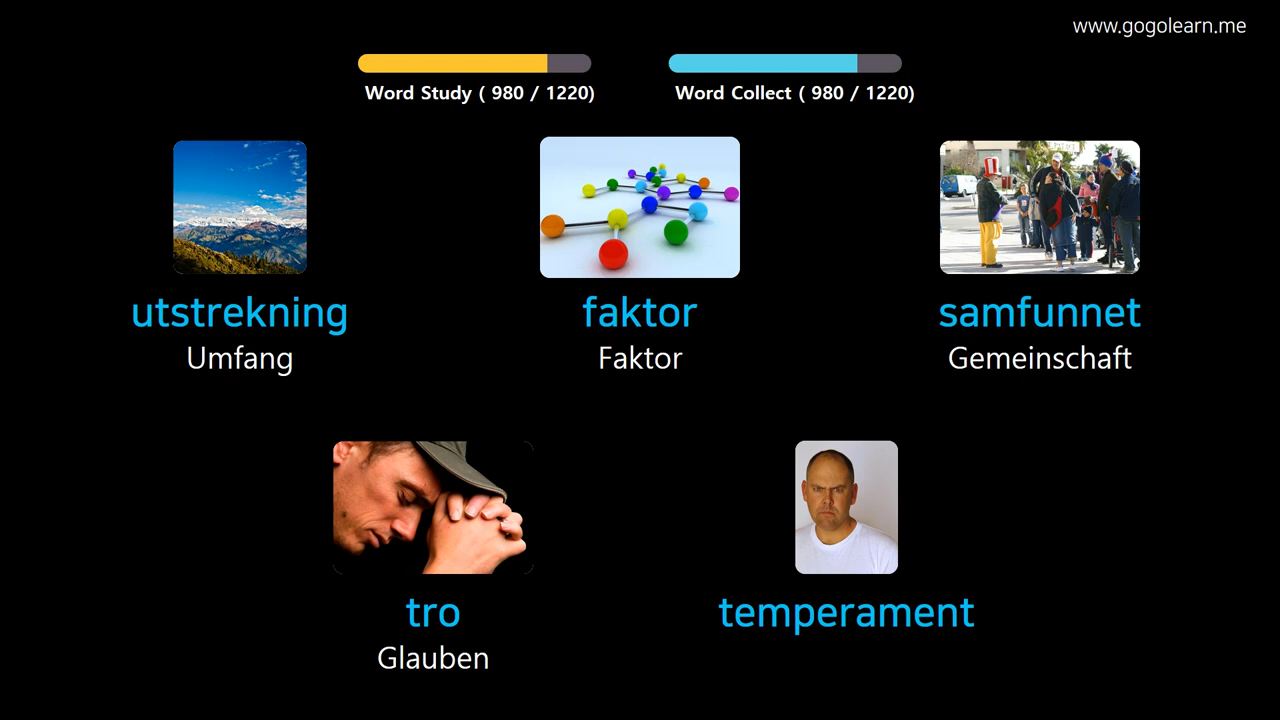 www.gogolearn.me
Word Study ( 980 / 1220)
Word Collect ( 980 / 1220)
utstrekning
Umfang
faktor
Faktor
samfunnet
Gemeinschaft
tro
Glauben
temperament